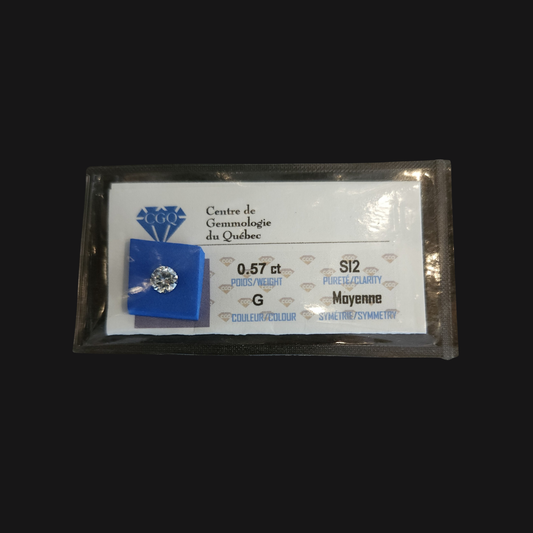 CGQ
Centre de
Gemmologie
du Québec
0.57 ct SI2
POIDS/WEIGHT PURETÉ/CLARITY
G Moyenne
COULEUR/COLOUR SYMÉTRIE/SYMMETRY